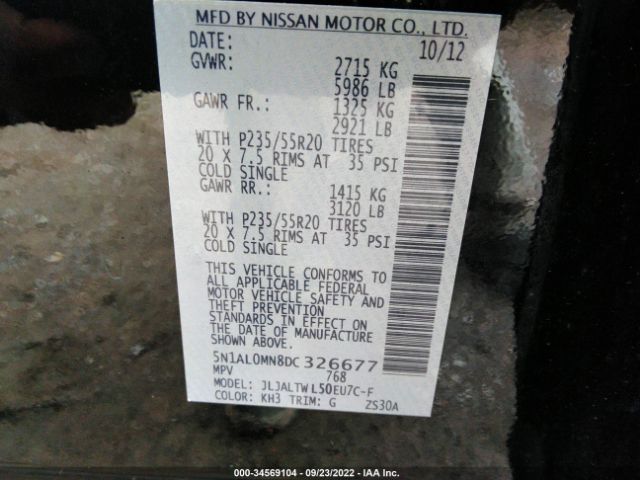 MFD BY NISSAN MOTOR CO., LTD.
DATE: 10/12
GVWR: 2715 KG
5986 LB
GAWR FR.: 1325 KG
2921 LB
WITH P235/55R20 TIRES
20 X 7.5 RIMS AT 35 PSI
COLD SINGLE
GAWR RR.: 1415 KG
3120 LB
WITH P235/55R20 TIRES
20 X 7.5 RIMS AT 35 PSI
COLD SINGLE
THIS VEHICLE CONFORMS TO
ALL APPLICABLE FEDERAL
MOTOR VEHICLE SAFETY AND
THEFT PREVENTION
STANDARDS IN EFFECT ON
THE DATE OF MANUFACTURE
SHOWN ABOVE.
5N1AL0MN8DC326677
MPV 768
MODEL: JLJALTWL50EU7C-F
COLOR: KH3 TRIM: G ZS30A
000-34569104 - 09/23/2022 - IAA Inc.